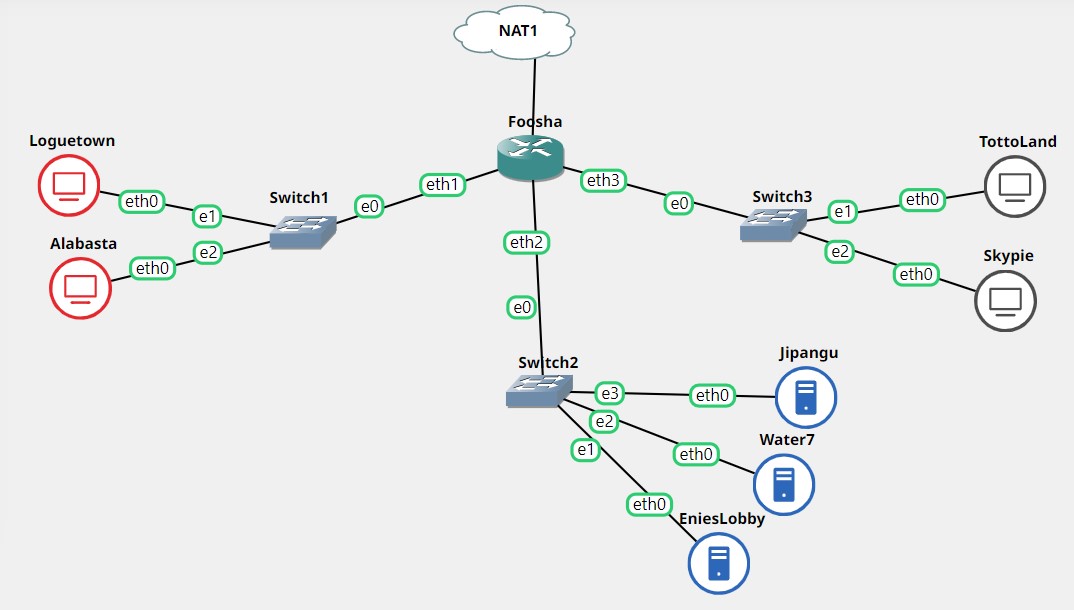 NAT1
Foosha
Loguetown
TottoLand
eth0
e1
Switch1
e0
eth1
eth3
e0
Switch3
e1
eth0
Alabasta
eth0
e2
eth2
e2
eth0
Skypie
e0
Switch2
Jipangu
e3
eth0
e2
eth0
Water7
e1
eth0
EniesLobby